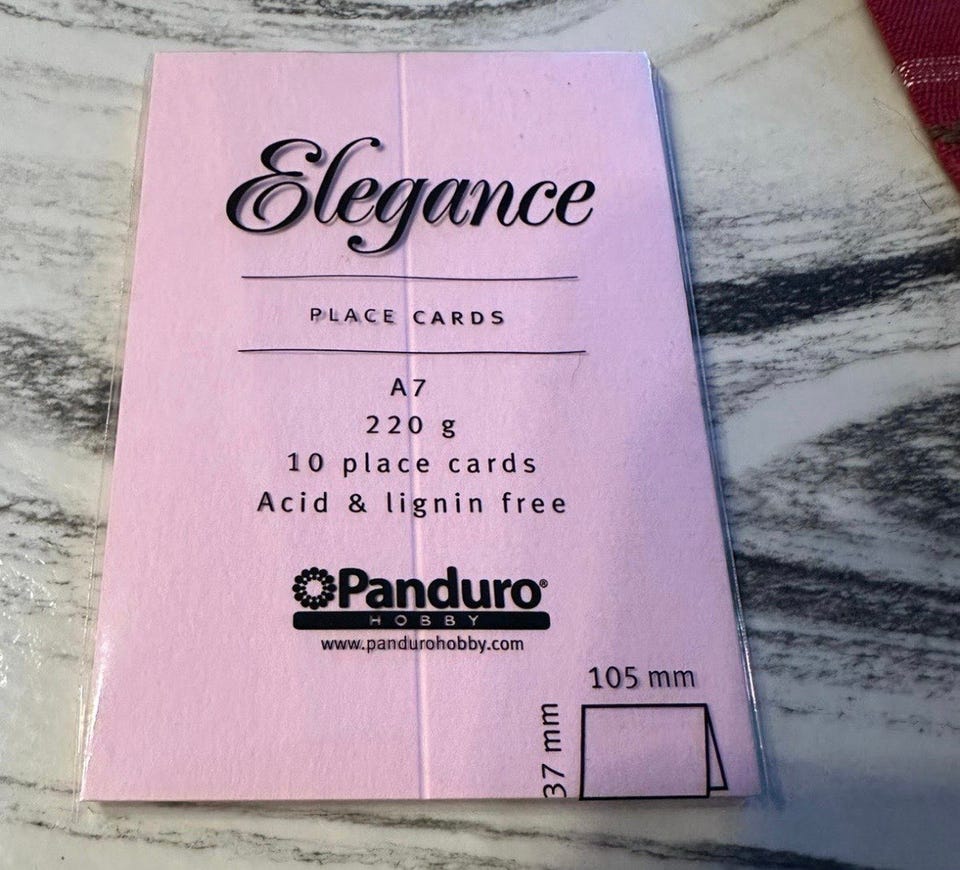 Elegance
PLACE CARDS
A7
220 g
10 place cards
Acid & lignin free
Panduro®
HOBBY
www.pandurohobby.com
105 mm
37 mm